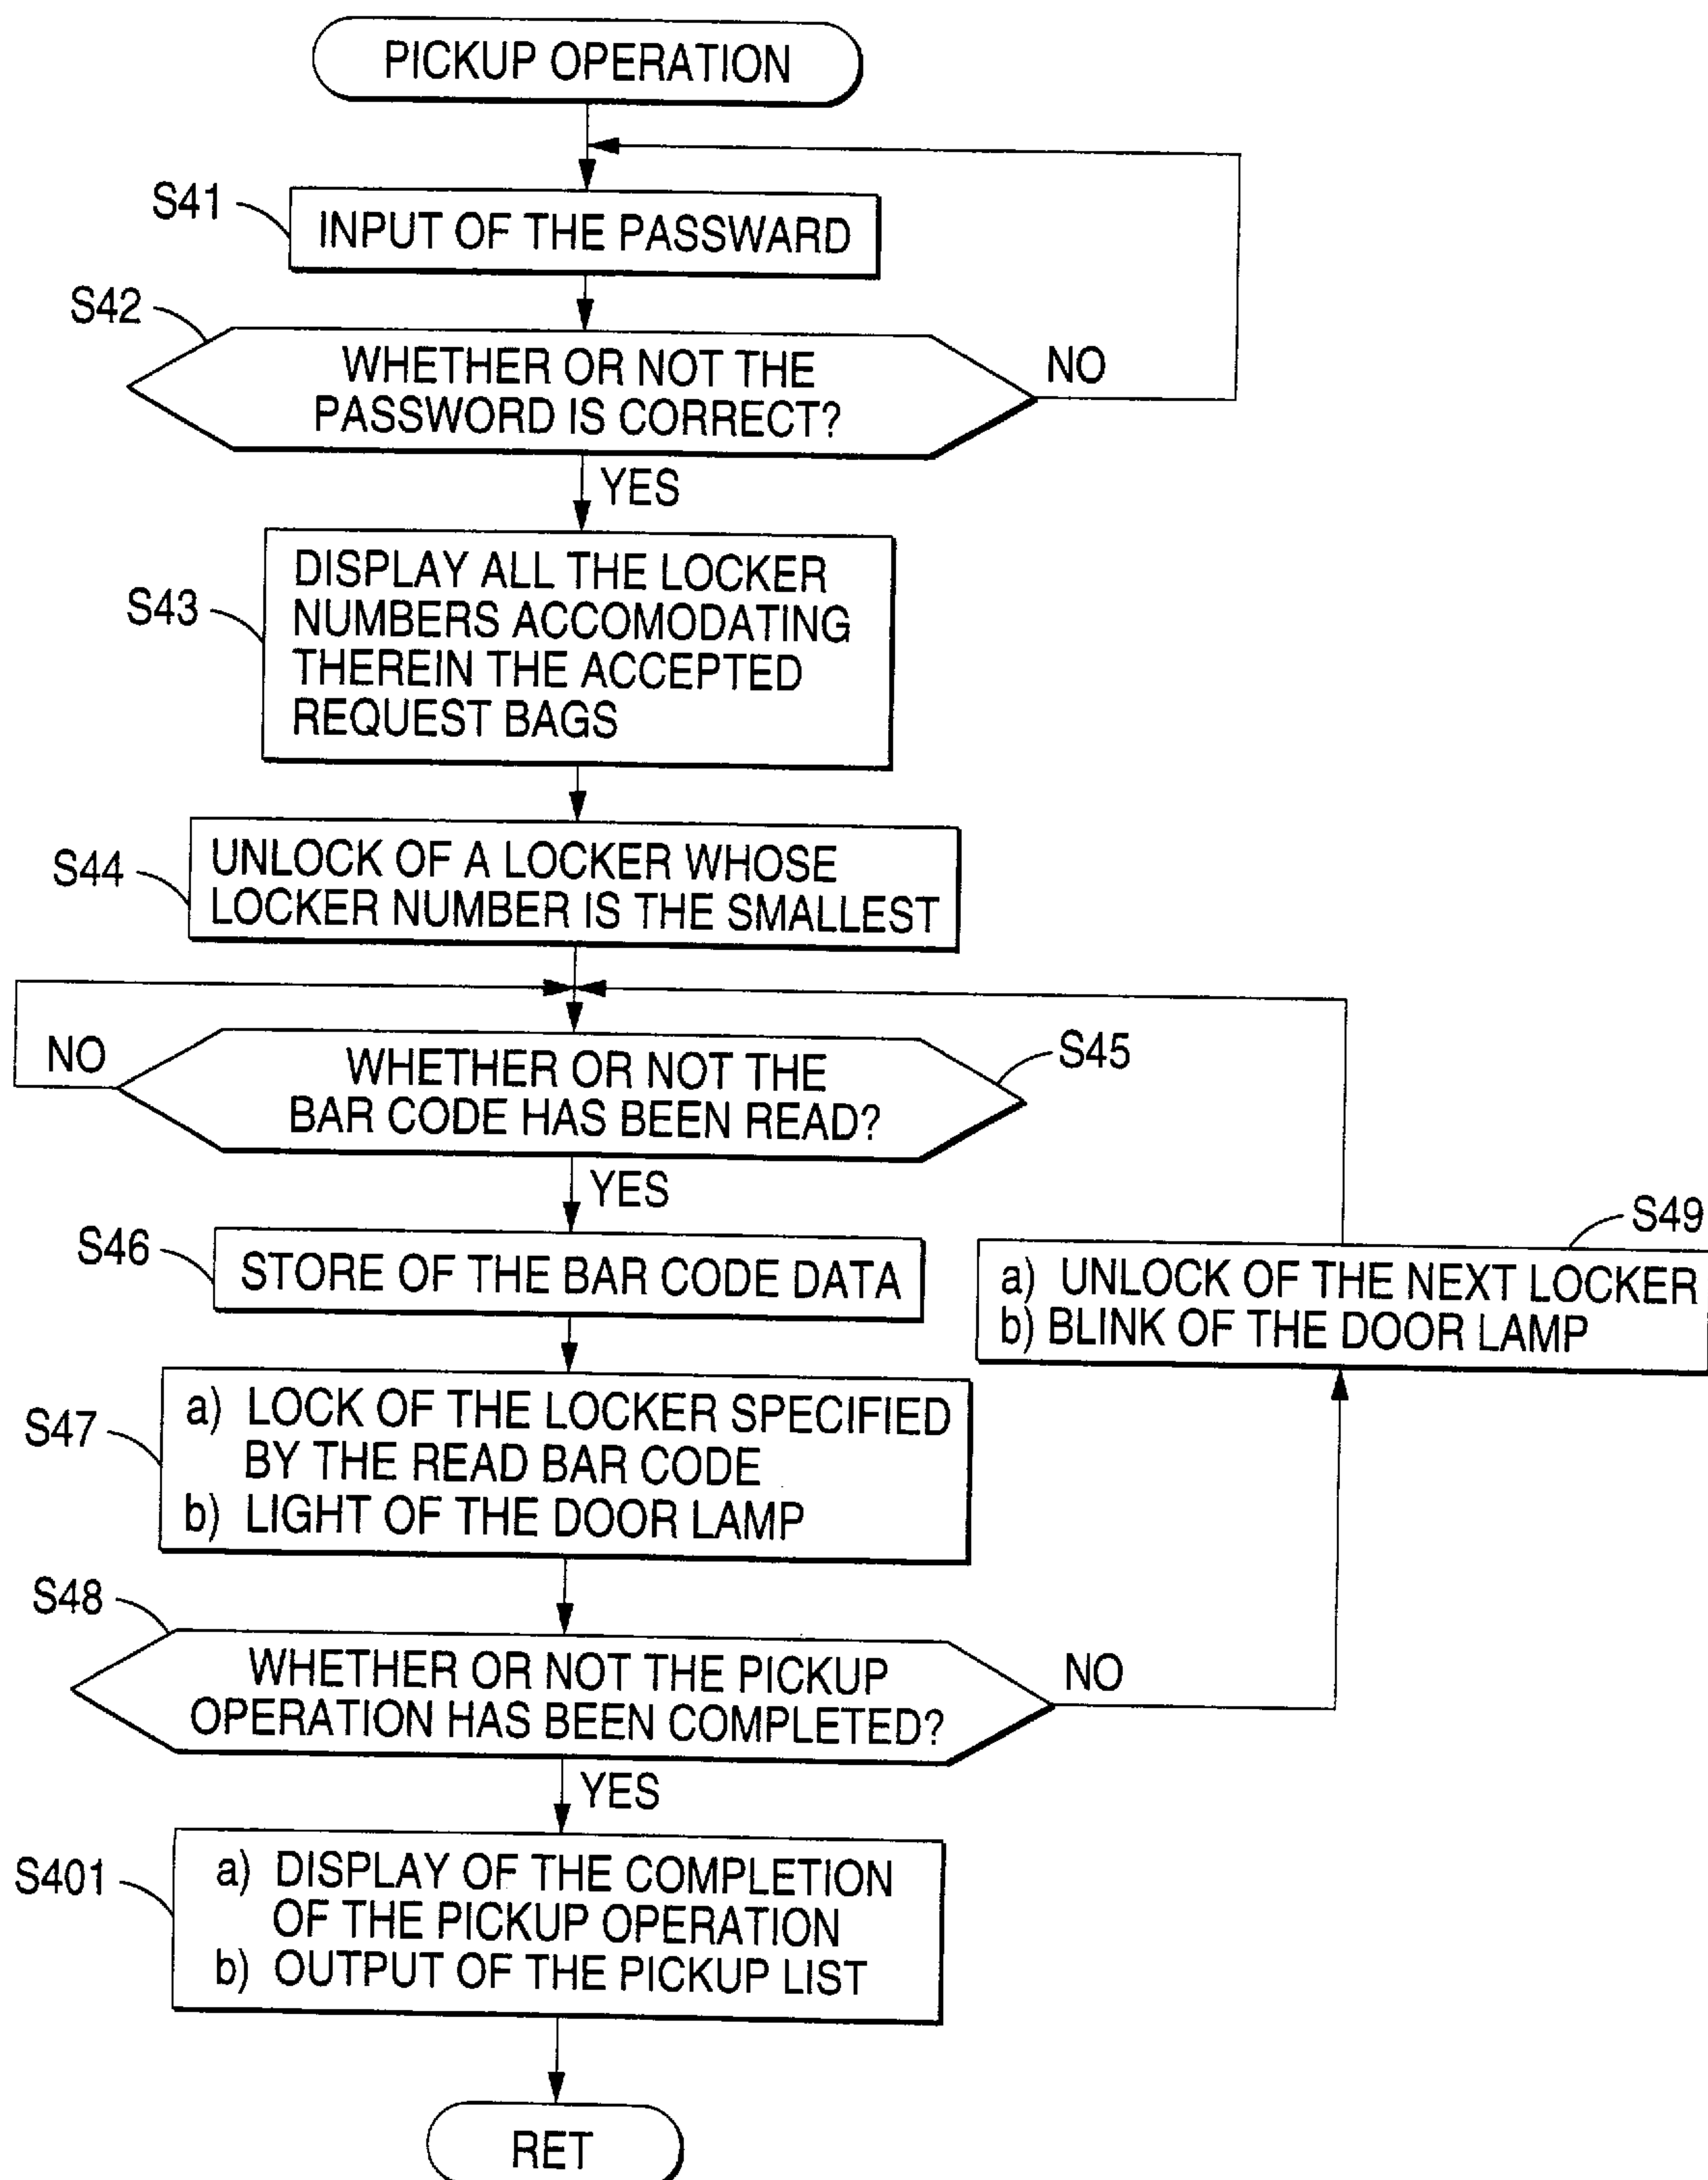 PICKUP OPERATION
S41
INPUT OF THE PASSWARD
S42
WHETHER OR NOT THE
PASSWORD IS CORRECT?
NO
YES
S43
DISPLAY ALL THE LOCKER
NUMBERS ACCOMODATING
THEREIN THE ACCEPTED
REQUEST BAGS
S44
UNLOCK OF A LOCKER WHOSE
LOCKER NUMBER IS THE SMALLEST
NO
WHETHER OR NOT THE
BAR CODE HAS BEEN READ?
S45
YES
S46
STORE OF THE BAR CODE DATA
S49
a) UNLOCK OF THE NEXT LOCKER
b) BLINK OF THE DOOR LAMP
S47
a) LOCK OF THE LOCKER SPECIFIED
BY THE READ BAR CODE
b) LIGHT OF THE DOOR LAMP
S48
WHETHER OR NOT THE PICKUP
OPERATION HAS BEEN COMPLETED?
NO
YES
S401
a) DISPLAY OF THE COMPLETION
OF THE PICKUP OPERATION
b) OUTPUT OF THE PICKUP LIST
RET